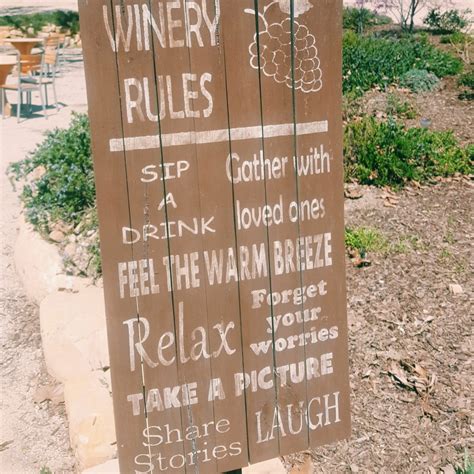 WINERY
RULES
SIP
A
DRINK
Gather with
loved ones
FEEL THE WARM BREEZE
Relax
Forget
your
worries
TAKE A PICTURE
Share
Stories
LAUGH